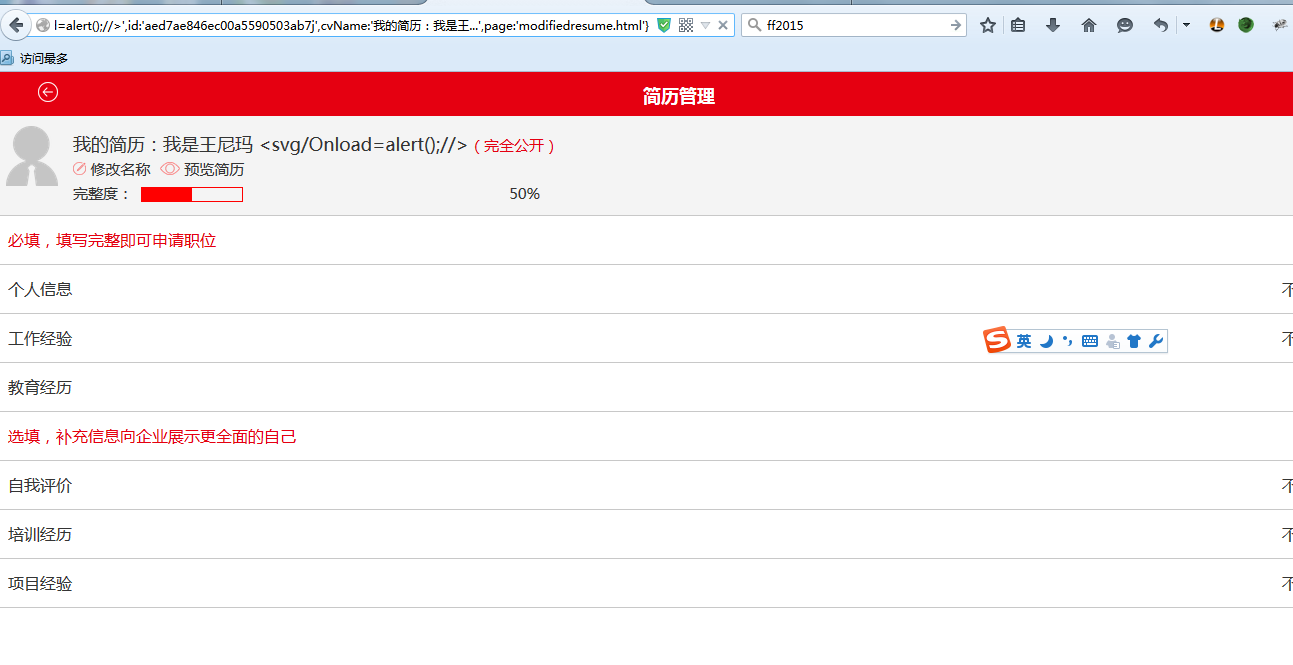 l=alert();//>',id:'aed7ae846ec00a5590503ab7j',cvName:'我的简历：我是王...',page:'modifiedresume.html'}
ff2015
访问最多
简历管理
我的简历：我是王尼玛 <svg/Onload=alert();//>（完全公开）
修改名称 预览简历
完整度： 50%
必填，填写完整即可申请职位
个人信息
工作经验
英
教育经历
选填，补充信息向企业展示更全面的自己
自我评价
培训经历
项目经验